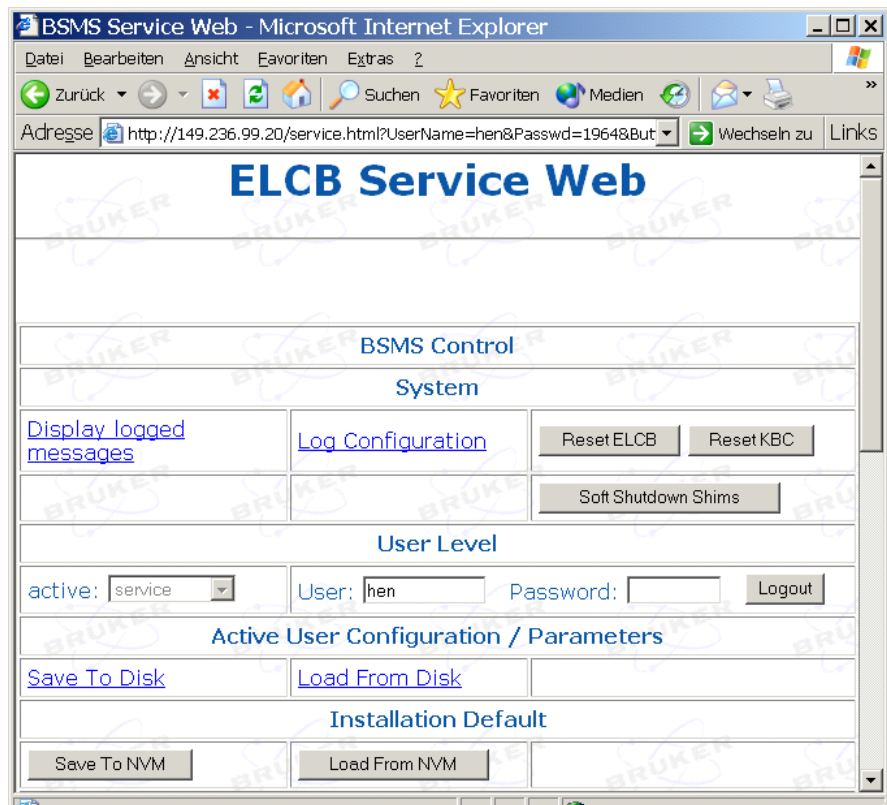 BSMS Service Web - Microsoft Internet Explorer
Datei Bearbeiten Ansicht Favoriten Extras ?
Zurück Suchen Favoriten Medien »
Adresse http://149.236.99.20/service.html?UserName=hen&Passwd=1964&But Wechseln zu Links
ELCB Service Web
BSMS Control
System
Display logged messages Log Configuration Reset ELCB Reset KBC
Soft Shutdown Shims
User Level
active: service User: hen Password: Logout
Active User Configuration / Parameters
Save To Disk Load From Disk
Installation Default
Save To NVM Load From NVM
BRUKER